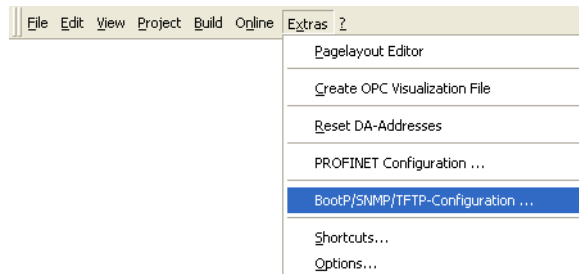 File Edit View Project Build Online Extras ?
Pagelayout Editor
Create OPC Visualization File
Reset DA-Addresses
PROFINET Configuration ...
BootP/SNMP/TFTP-Configuration ...
Shortcuts...
Options...